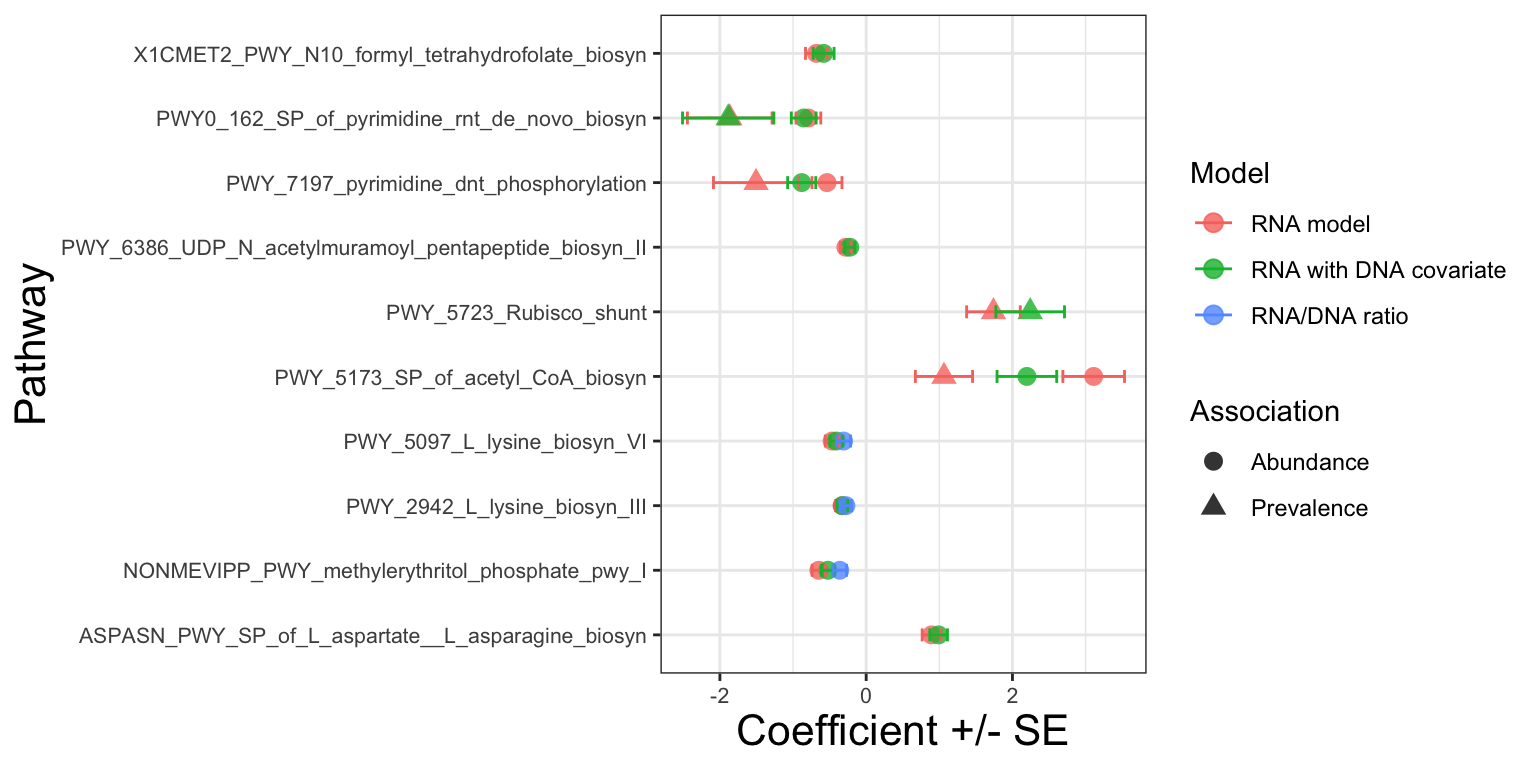 X1CMET2_PWY_N10_formyl_tetrahydrofolate_biosyn
PWY0_162_SP_of_pyrimidine_rnt_de_novo_biosyn
PWY_7197_pyrimidine_dnt_phosphorylation
PWY_6386_UDP_N_acetylmuramoyl_pentapeptide_biosyn_II
PWY_5723_Rubisco_shunt
PWY_5173_SP_of_acetyl_CoA_biosyn
PWY_5097_L_lysine_biosyn_VI
PWY_2942_L_lysine_biosyn_III
NONMEVIPP_PWY_methylerythritol_phosphate_pwy_I
ASPASN_PWY_SP_of_L_aspartate__L_asparagine_biosyn
Pathway
-2 0 2
Coefficient +/- SE
Model
RNA model
RNA with DNA covariate
RNA/DNA ratio
Association
Abundance
Prevalence